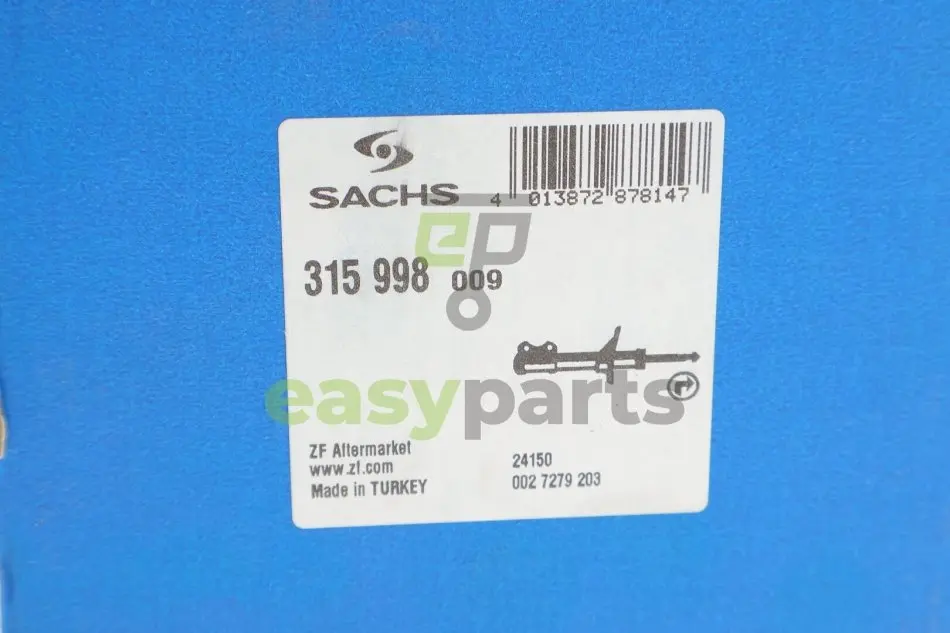 SACHS
4 013872 878147
315 998 009
easyparts
ZF Aftermarket
www.zf.com
Made in TURKEY
24150
002 7279 203